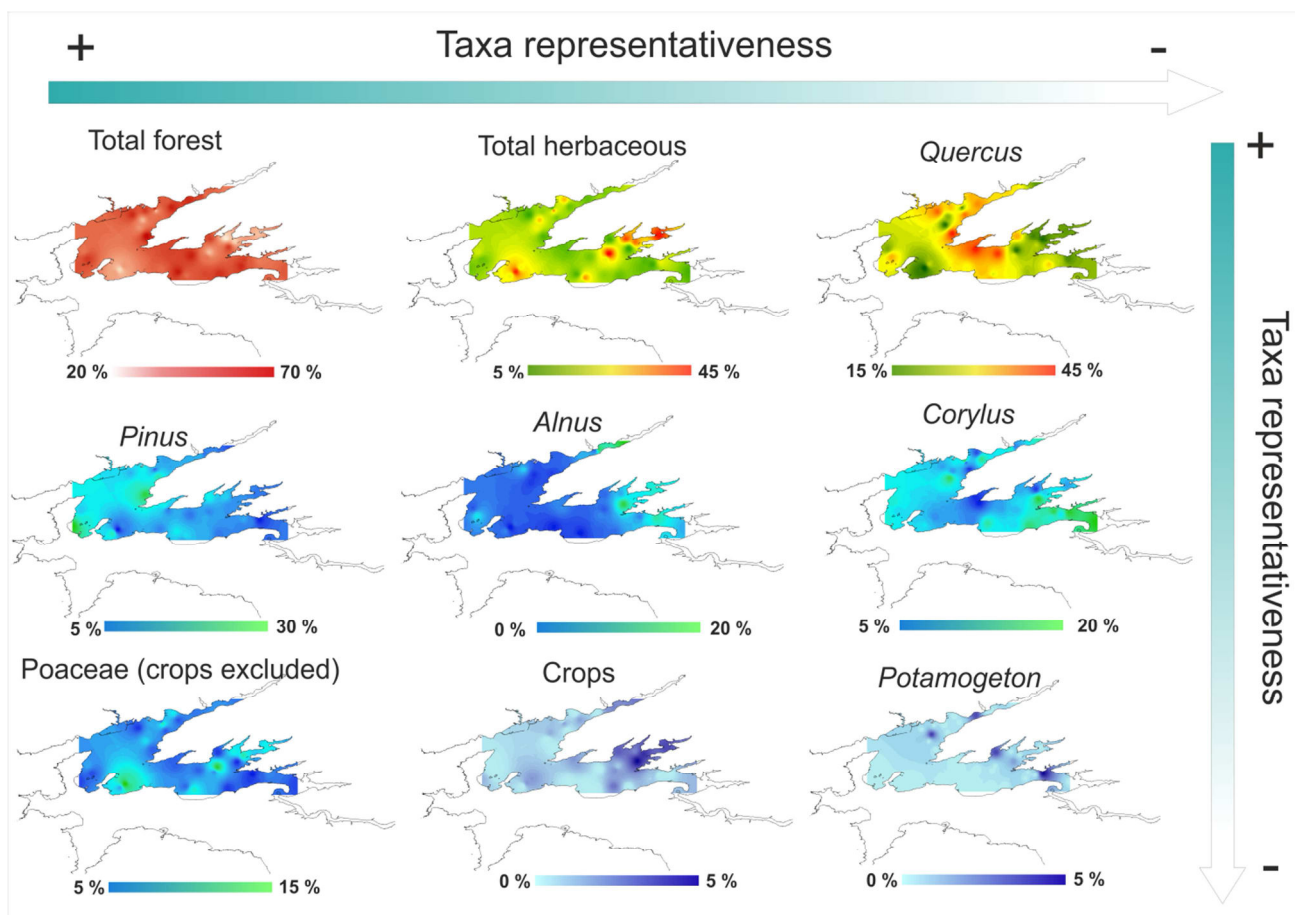 Taxa representativeness
+
-
Total forest
Total herbaceous
Quercus
20 %
70 %
5 %
45 %
15 %
45 %
Pinus
Alnus
Corylus
5 %
30 %
0 %
20 %
5 %
20 %
Poaceae (crops excluded)
Crops
Potamogeton
5 %
15 %
0 %
5 %
0 %
5 %
+
Taxa representativeness
-